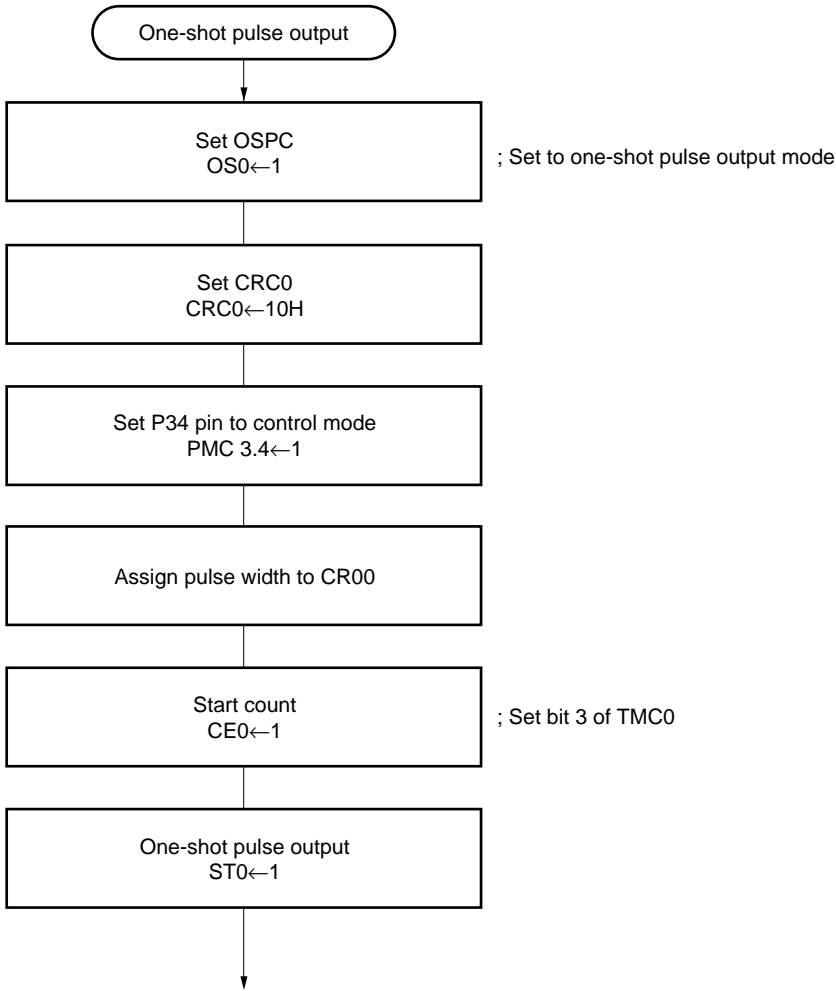 One-shot pulse output
Set OSPC
OS0←1
; Set to one-shot pulse output mode
Set CRC0
CRC0←10H
Set P34 pin to control mode
PMC 3.4←1
Assign pulse width to CR00
Start count
CE0←1
; Set bit 3 of TMC0
One-shot pulse output
ST0←1